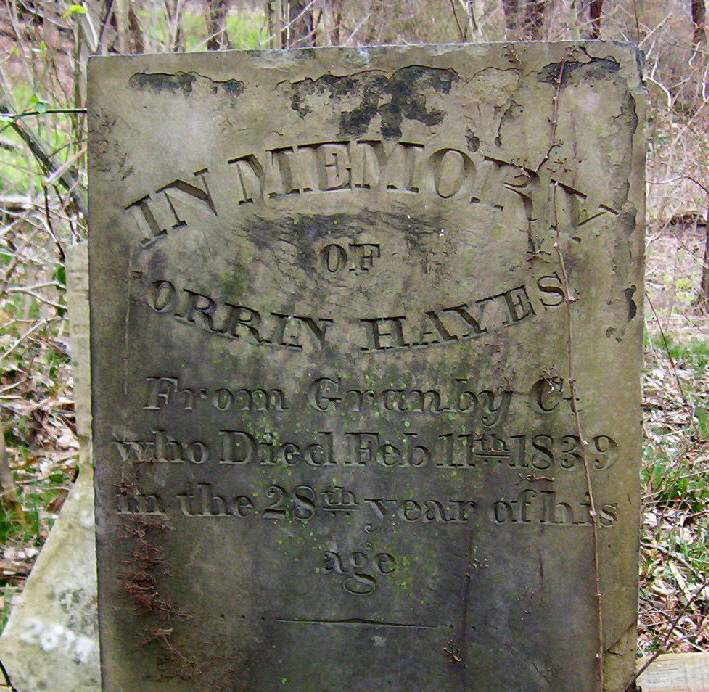 IN MEMORY
OF
ORRIN HAYES
From Granby Ct
who Died Feb 11th 1839
in the 28th year of his
age